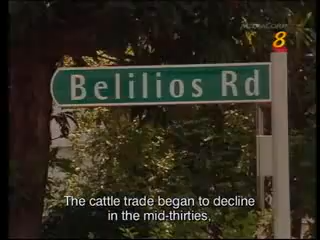 8
Belilios Rd
The cattle trade began to decline
in the mid-thirties,